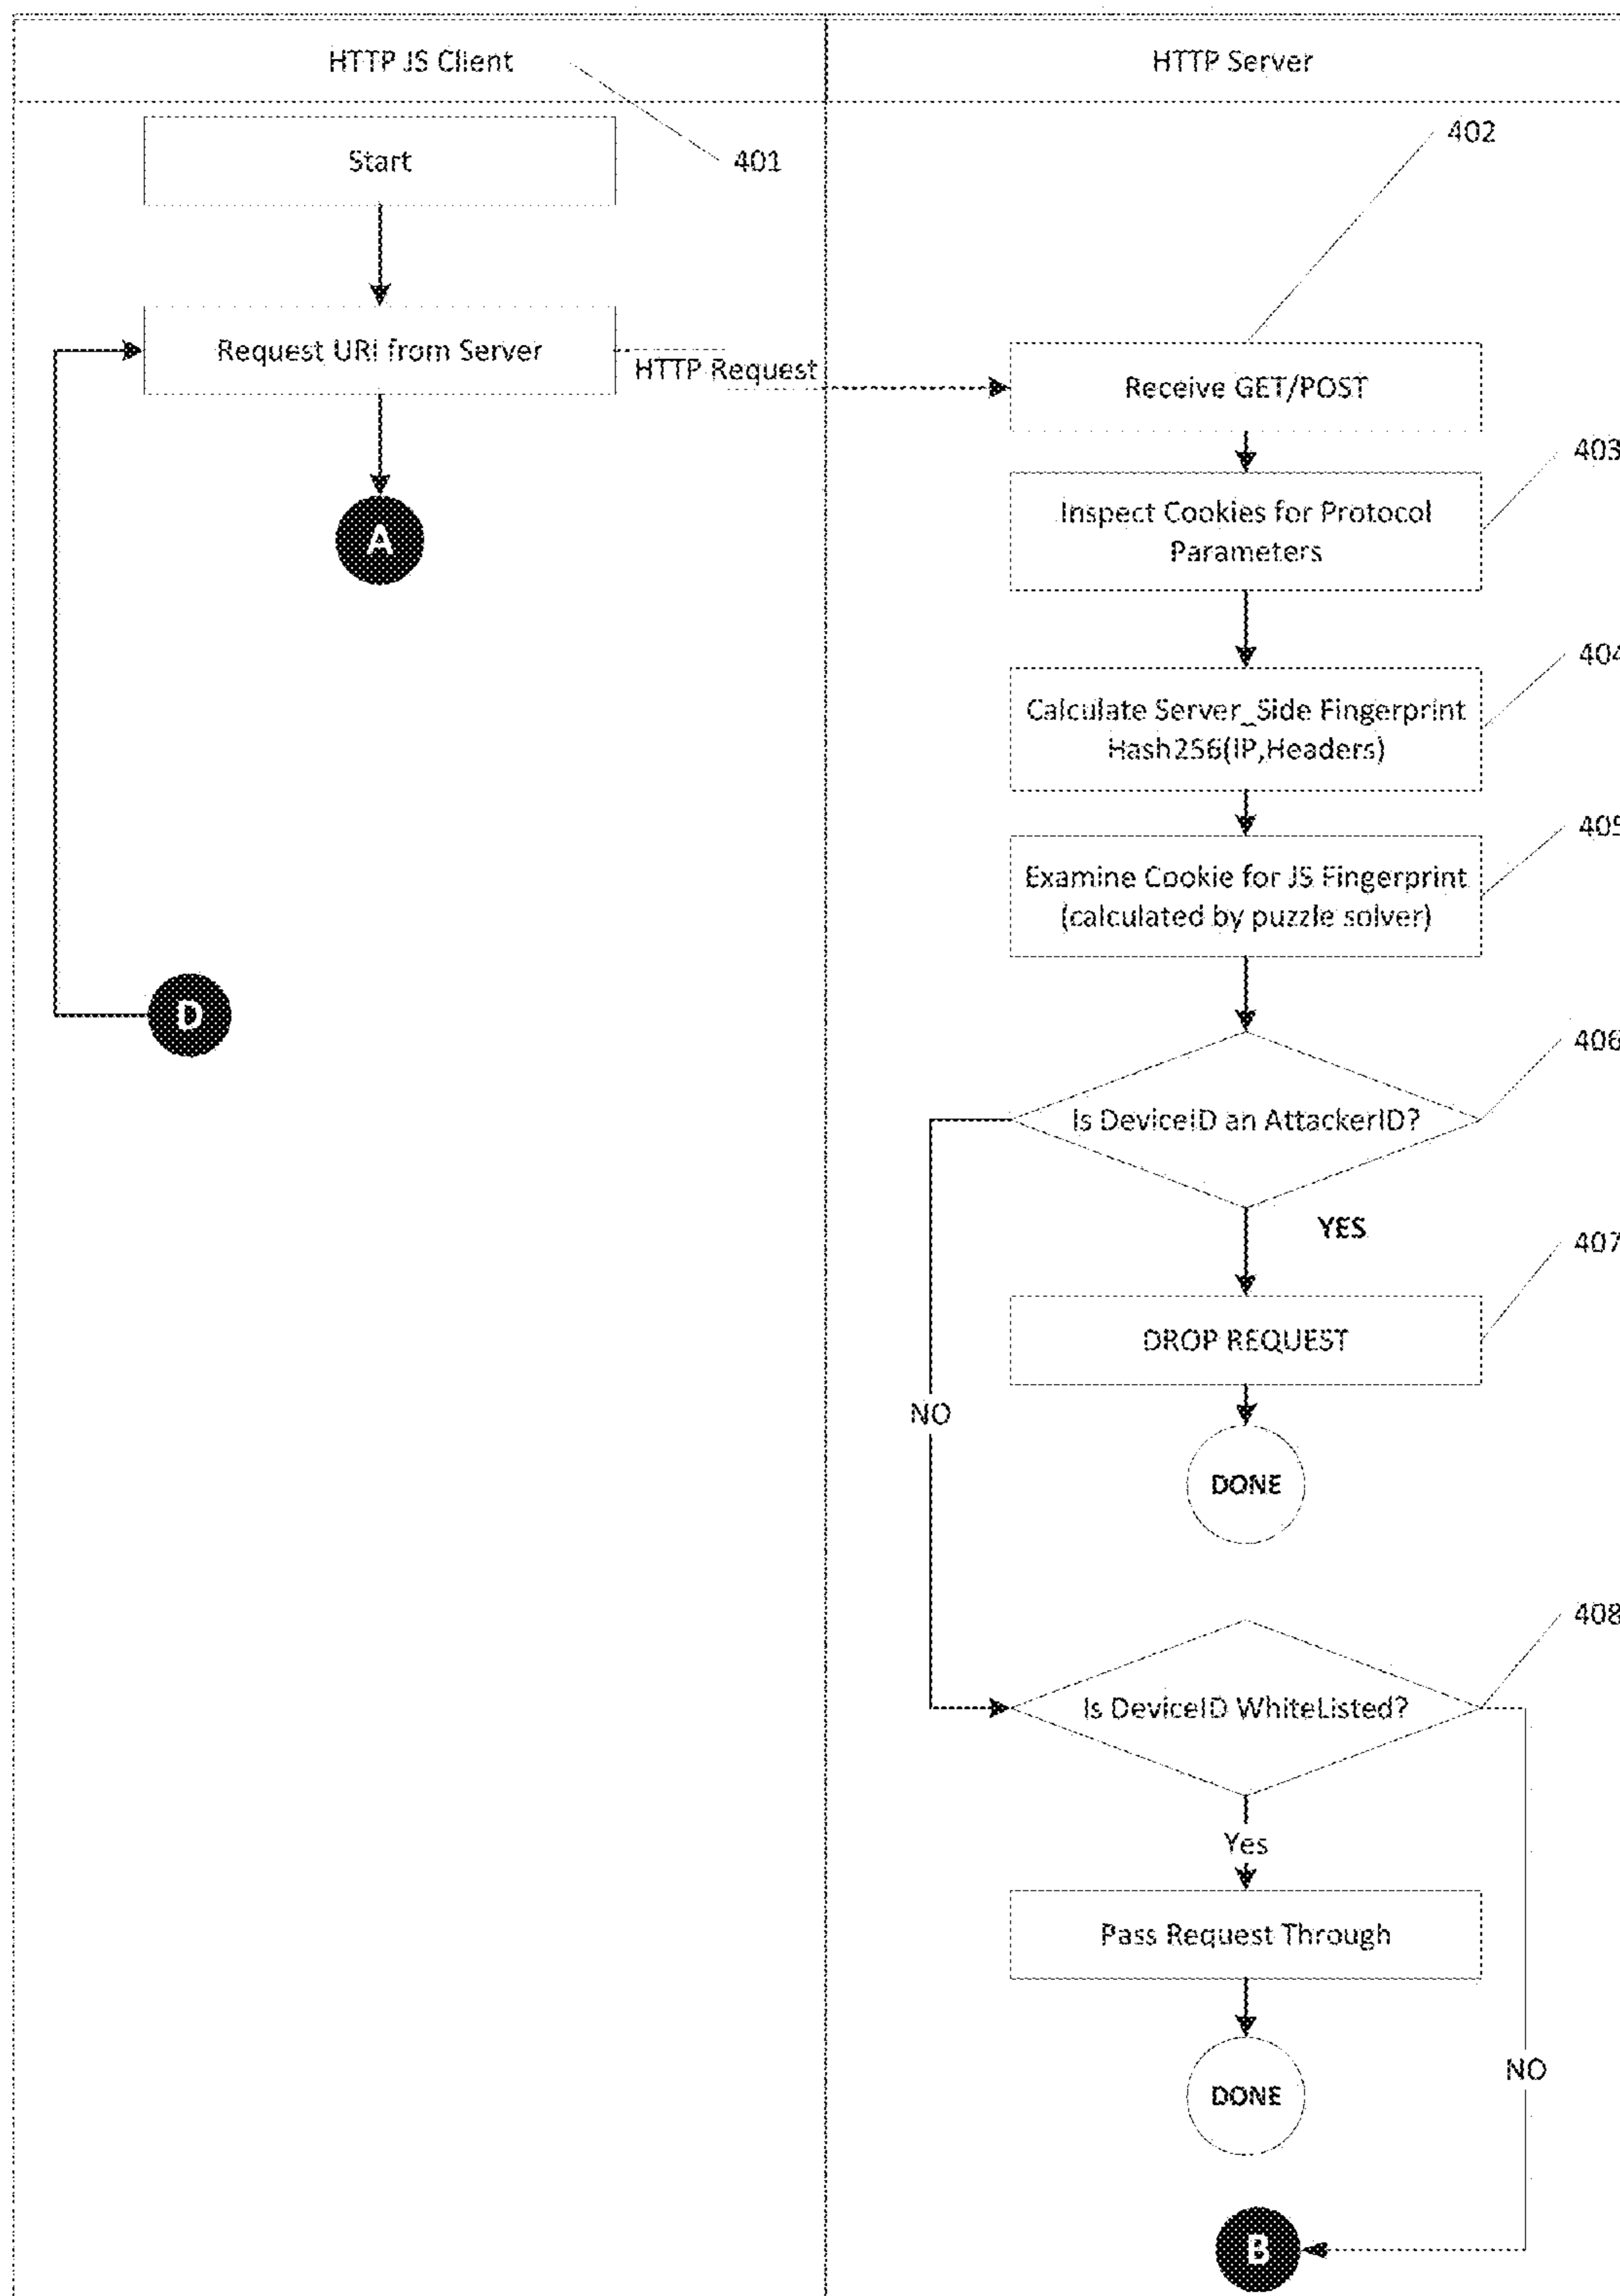 HTTP JS Client
HTTP Server
Start
401
402
Request URI from Server
HTTP Request
Receive GET/POST
403
A
Inspect Cookies for Protocol
Parameters
404
Calculate Server_Side Fingerprint
Hash256(IP,Headers)
405
Examine Cookie for JS Fingerprint
(calculated by puzzle solver)
D
406
Is DeviceID an AttackerID?
YES
407
DROP REQUEST
NO
DONE
408
Is DeviceID WhiteListed?
Yes
Pass Request Through
NO
DONE
B